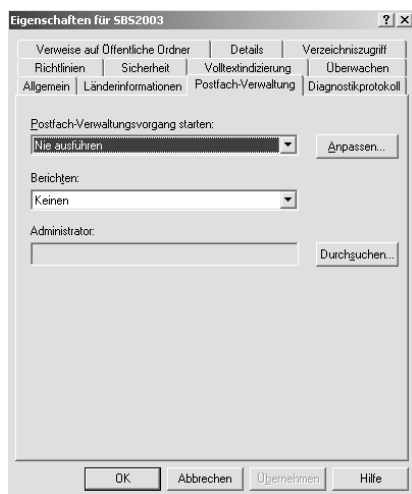 Eigenschaften für SBS2003
Verweise auf Öffentliche Ordner Details Verzeichniszugriff
Richtlinien Sicherheit Volltextindizierung Überwachen
Allgemein Länderinformationen Postfach-Verwaltung Diagnostikprotokoll
Postfach-Verwaltungsvorgang starten:
Nie ausführen Anpassen...
Berichten:
Keinen
Administrator:
Durchsuchen...
OK Abbrechen Übernehmen Hilfe